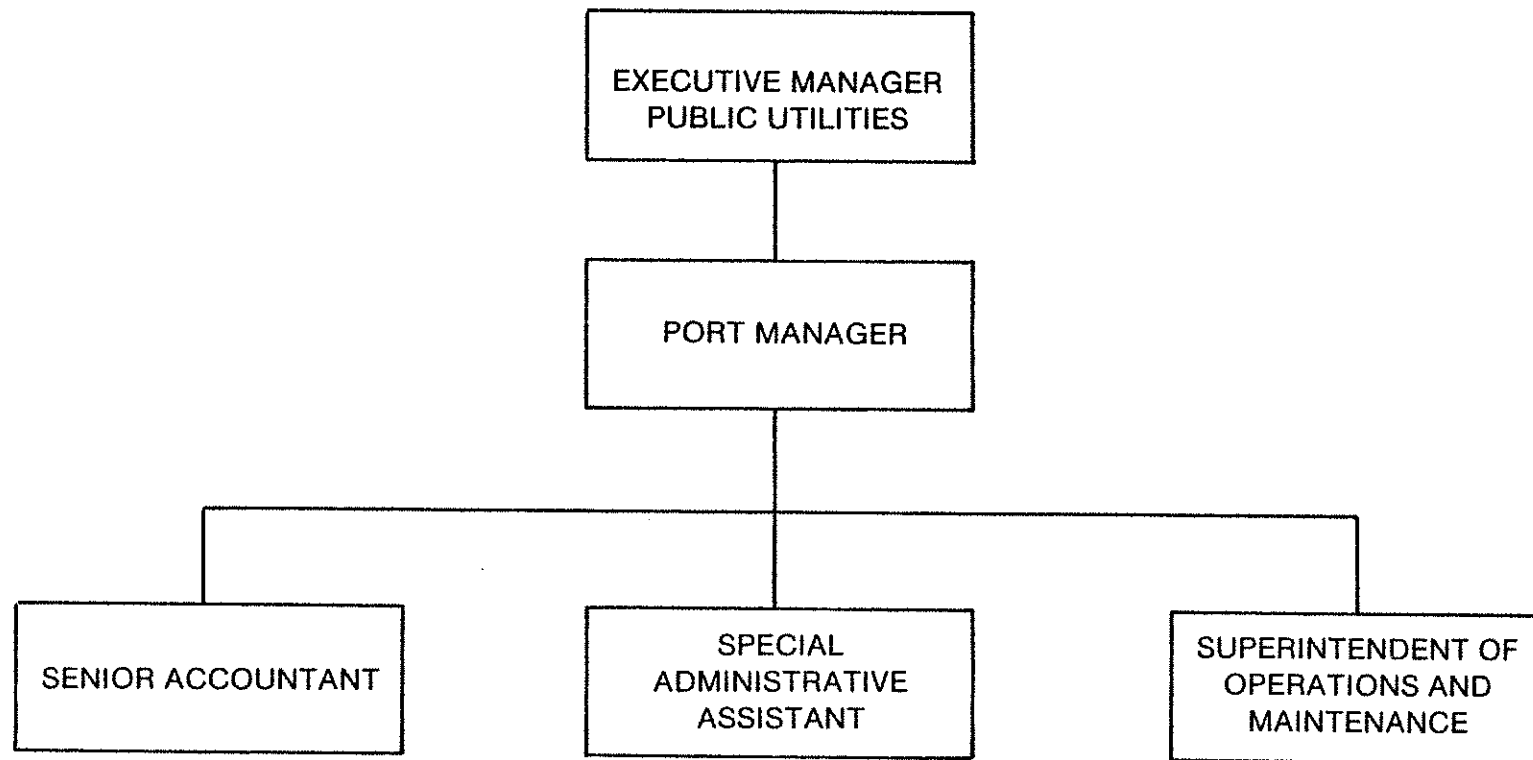 EXECUTIVE MANAGER
PUBLIC UTILITIES
PORT MANAGER
SENIOR ACCOUNTANT
SPECIAL
ADMINISTRATIVE
ASSISTANT
SUPERINTENDENT OF
OPERATIONS AND
MAINTENANCE